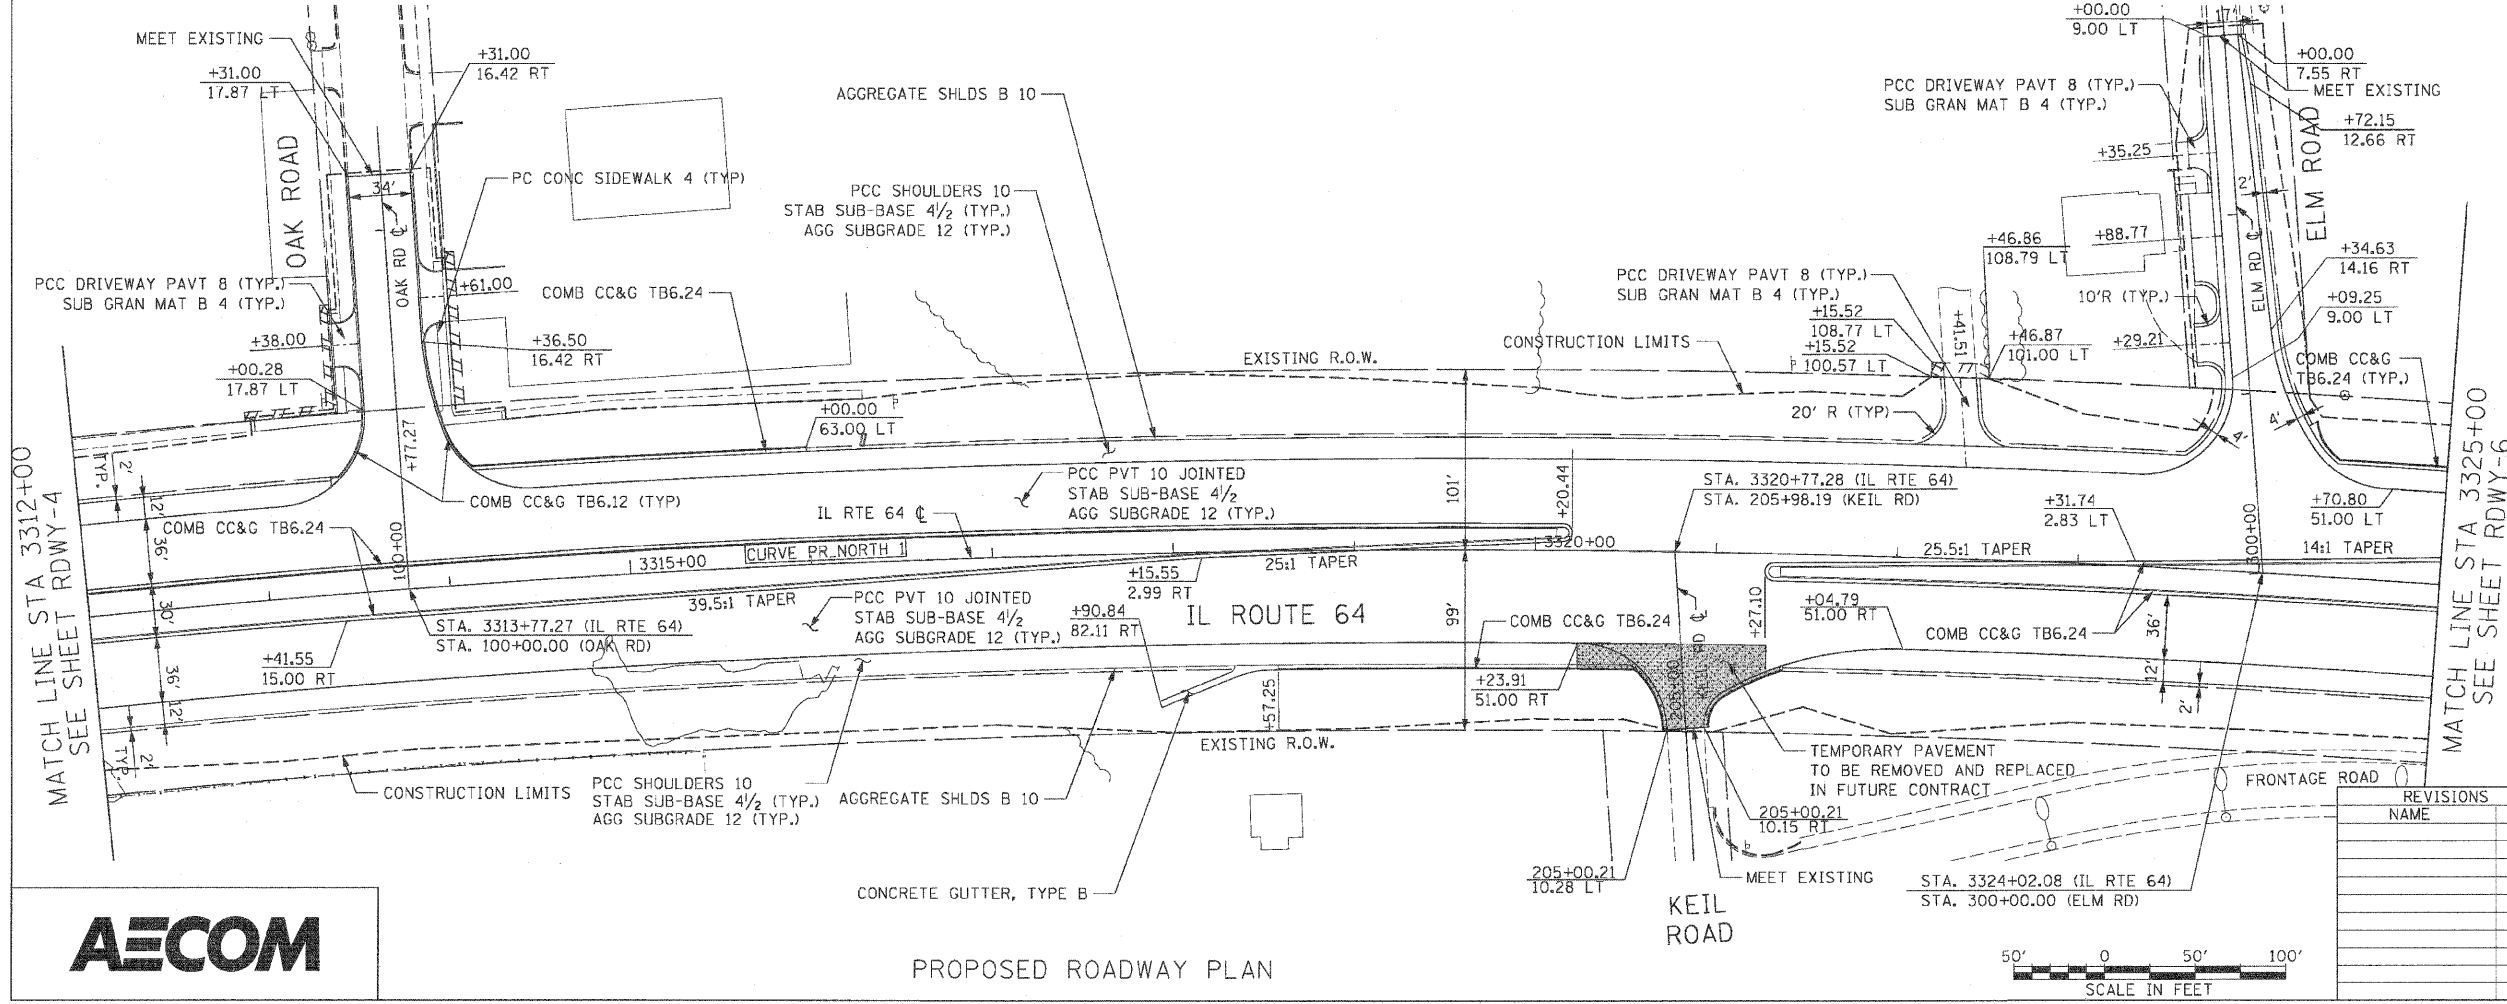 MEET EXISTING
+31.00
17.87 LT
+31.00
16.42 RT
OAK ROAD
34'
OAK RD ℄
PC CONC SIDEWALK 4 (TYP)
PCC DRIVEWAY PAVT 8 (TYP.)
SUB GRAN MAT B 4 (TYP.)
+61.00
+38.00
+36.50
16.42 RT
+00.28
17.87 LT
+77.27
100+00
COMB CC&G TB6.24
COMB CC&G TB6.12 (TYP)
AGGREGATE SHLDS B 10
PCC SHOULDERS 10
STAB SUB-BASE 4½ (TYP.)
AGG SUBGRADE 12 (TYP.)
+00.00
63.00 LT
EXISTING R.O.W.
CONSTRUCTION LIMITS
PCC DRIVEWAY PAVT 8 (TYP.)
SUB GRAN MAT B 4 (TYP.)
+15.52
108.77 LT
+15.52
100.57 LT
+41.51
+46.86
108.79 LT
+46.87
101.00 LT
20' R (TYP)
+00.00
9.00 LT
17'
+00.00
7.55 RT
MEET EXISTING
PCC DRIVEWAY PAVT 8 (TYP.)
SUB GRAN MAT B 4 (TYP.)
+72.15
12.66 RT
+35.25
2'
ELM ROAD
ELM RD ℄
+88.77
+34.63
14.16 RT
10'R (TYP.)
+09.25
9.00 LT
+29.21
COMB CC&G
TB6.24 (TYP.)
4'
4'
MATCH LINE STA 3312+00
SEE SHEET RDWY-4
TYP.
2'
12'
36'
30'
36'
12'
TYP.
2'
COMB CC&G TB6.24
IL RTE 64 ℄
PCC PVT 10 JOINTED
STAB SUB-BASE 4½
AGG SUBGRADE 12 (TYP.)
101'
+20.44
STA. 3320+77.28 (IL RTE 64)
STA. 205+98.19 (KEIL RD)
+31.74
2.83 LT
300+00
+70.80
51.00 LT
3315+00
CURVE PR_NORTH 1
3320+00
25.5:1 TAPER
14:1 TAPER
39.5:1 TAPER
+15.55
2.99 RT
25:1 TAPER
STA. 3313+77.27 (IL RTE 64)
STA. 100+00.00 (OAK RD)
+41.55
15.00 RT
PCC PVT 10 JOINTED
STAB SUB-BASE 4½
AGG SUBGRADE 12 (TYP.)
+90.84
82.11 RT
IL ROUTE 64
99'
COMB CC&G TB6.24
KEIL RD ℄
+27.10
+04.79
51.00 RT
COMB CC&G TB6.24
36'
12'
2'
+23.91
51.00 RT
205+00
+57.25
EXISTING R.O.W.
CONSTRUCTION LIMITS
PCC SHOULDERS 10
STAB SUB-BASE 4½ (TYP.)
AGG SUBGRADE 12 (TYP.)
AGGREGATE SHLDS B 10
CONCRETE GUTTER, TYPE B
TEMPORARY PAVEMENT
TO BE REMOVED AND REPLACED
IN FUTURE CONTRACT
205+00.21
10.15 RT
205+00.21
10.28 LT
MEET EXISTING
KEIL
ROAD
FRONTAGE ROAD
STA. 3324+02.08 (IL RTE 64)
STA. 300+00.00 (ELM RD)
MATCH LINE STA 3325+00
SEE SHEET RDWY-6
REVISIONS
NAME
AECOM
PROPOSED ROADWAY PLAN
50' 0 50' 100'
SCALE IN FEET